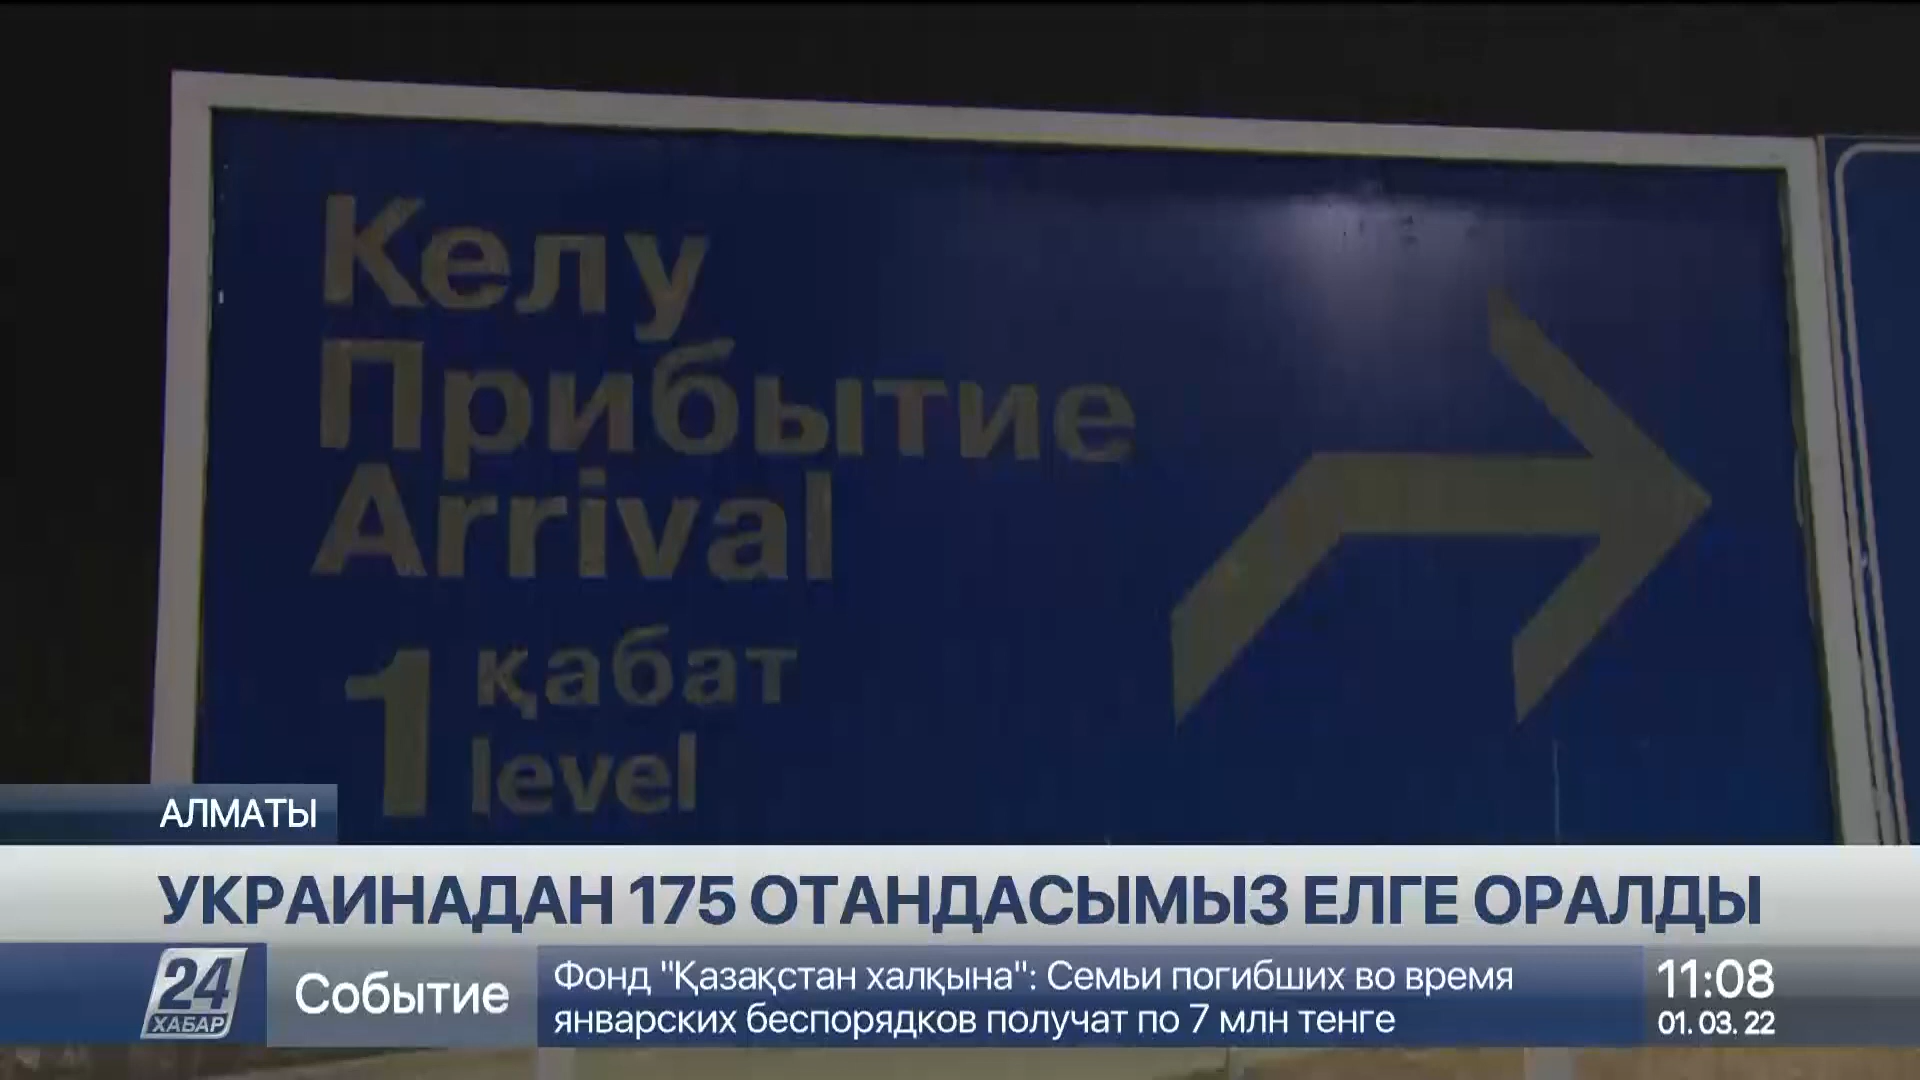 Келу
Прибытие
Arrival
1 қабат
level
АЛМАТЫ
УКРАИНАДАН 175 ОТАНДАСЫМЫЗ ЕЛГЕ ОРАЛДЫ
24
ХАБАР
Событие
Фонд "Қазақстан халқына": Семьи погибших во время
январских беспорядков получат по 7 млн тенге
11:08
01. 03. 22